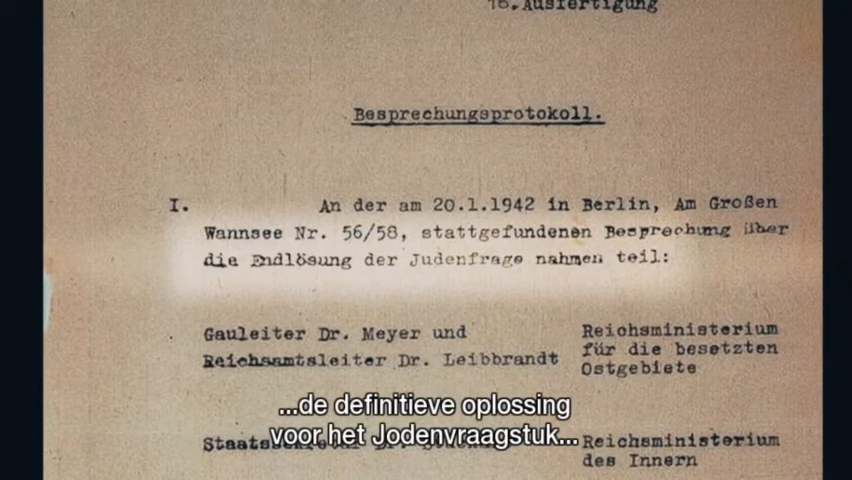 16. Ausfertigung
Besprechungsprotokoll.
I. An der am 20.1.1942 in Berlin, Am Großen
Wannsee Nr. 56/58, stattgefundenen Besprechung über
die Endlösung der Judenfrage nahmen teil:
Gauleiter Dr. Meyer und
Reichsamtsleiter Dr. Leibbrandt
Reichsministerium
für die besetzten
Ostgebiete
Staatssekretär Dr.
Reichsministerium
des Innern
...de definitieve oplossing
voor het Jodenvraagstuk...